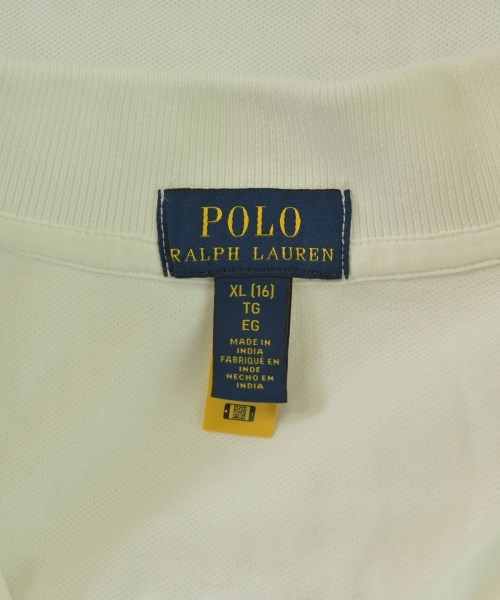 POLO
RALPH LAUREN
XL (16)
TG
EG
MADE IN
INDIA
FABRIQUÉ EN
INDE
HECHO EN
INDIA